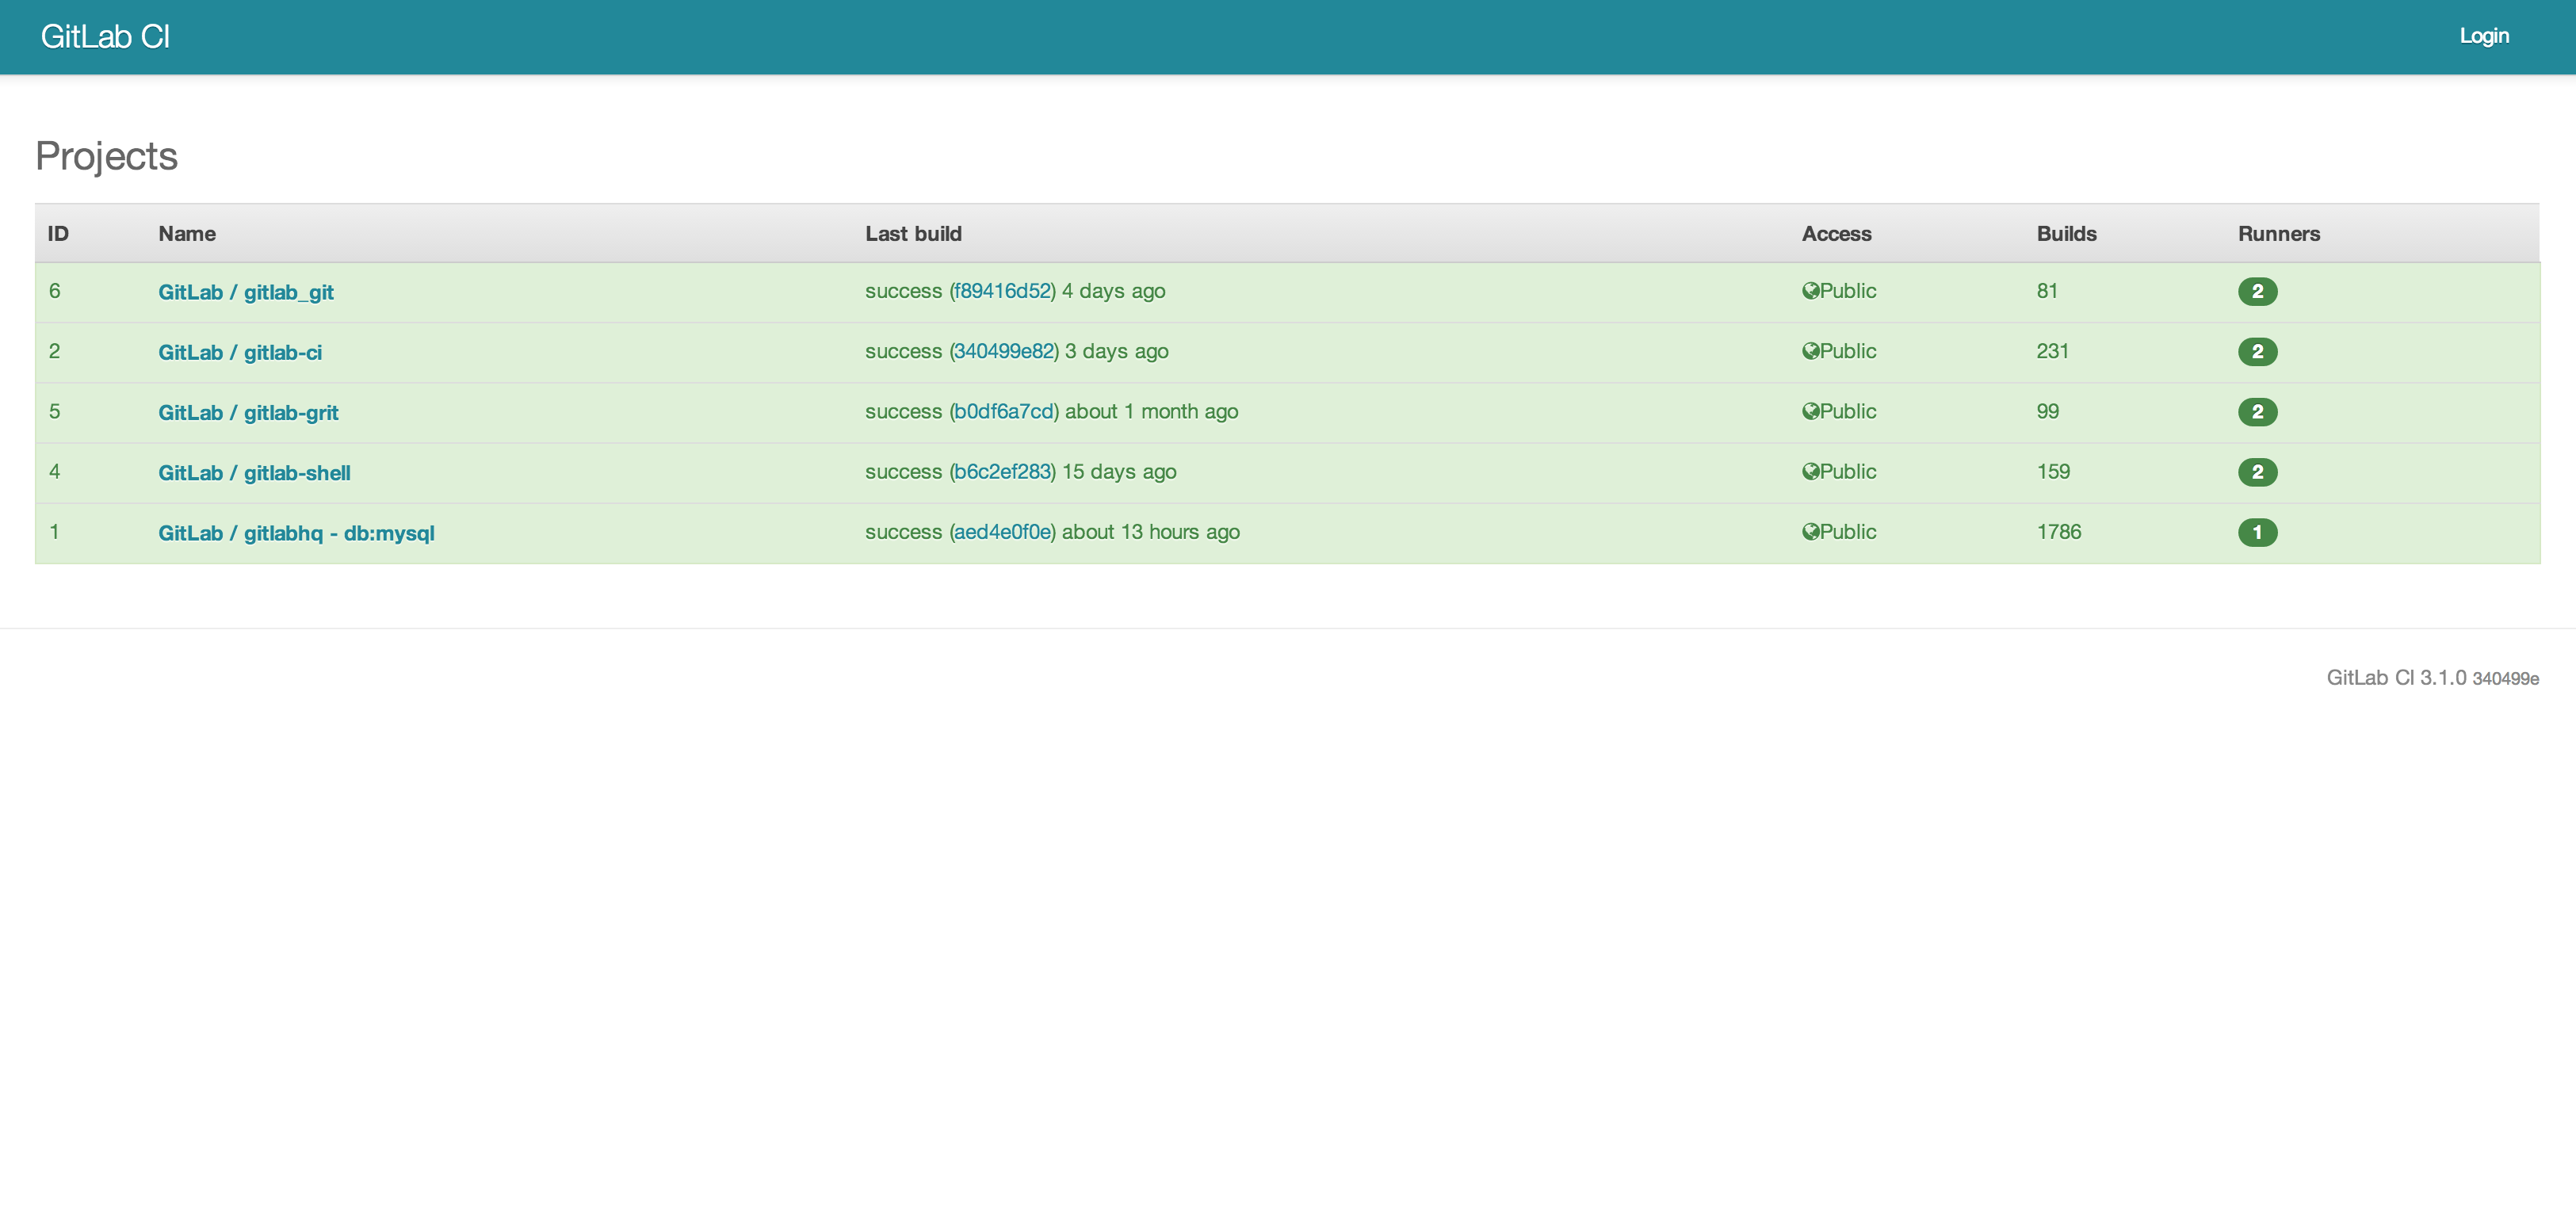 GitLab CI Login
Projects
ID Name Last build Access Builds Runners
6 GitLab / gitlab_git success (f89416d52) 4 days ago Public 81 2
2 GitLab / gitlab-ci success (340499e82) 3 days ago Public 231 2
5 GitLab / gitlab-grit success (b0df6a7cd) about 1 month ago Public 99 2
4 GitLab / gitlab-shell success (b6c2ef283) 15 days ago Public 159 2
1 GitLab / gitlabhq - db:mysql success (aed4e0f0e) about 13 hours ago Public 1786 1
GitLab CI 3.1.0 340499e